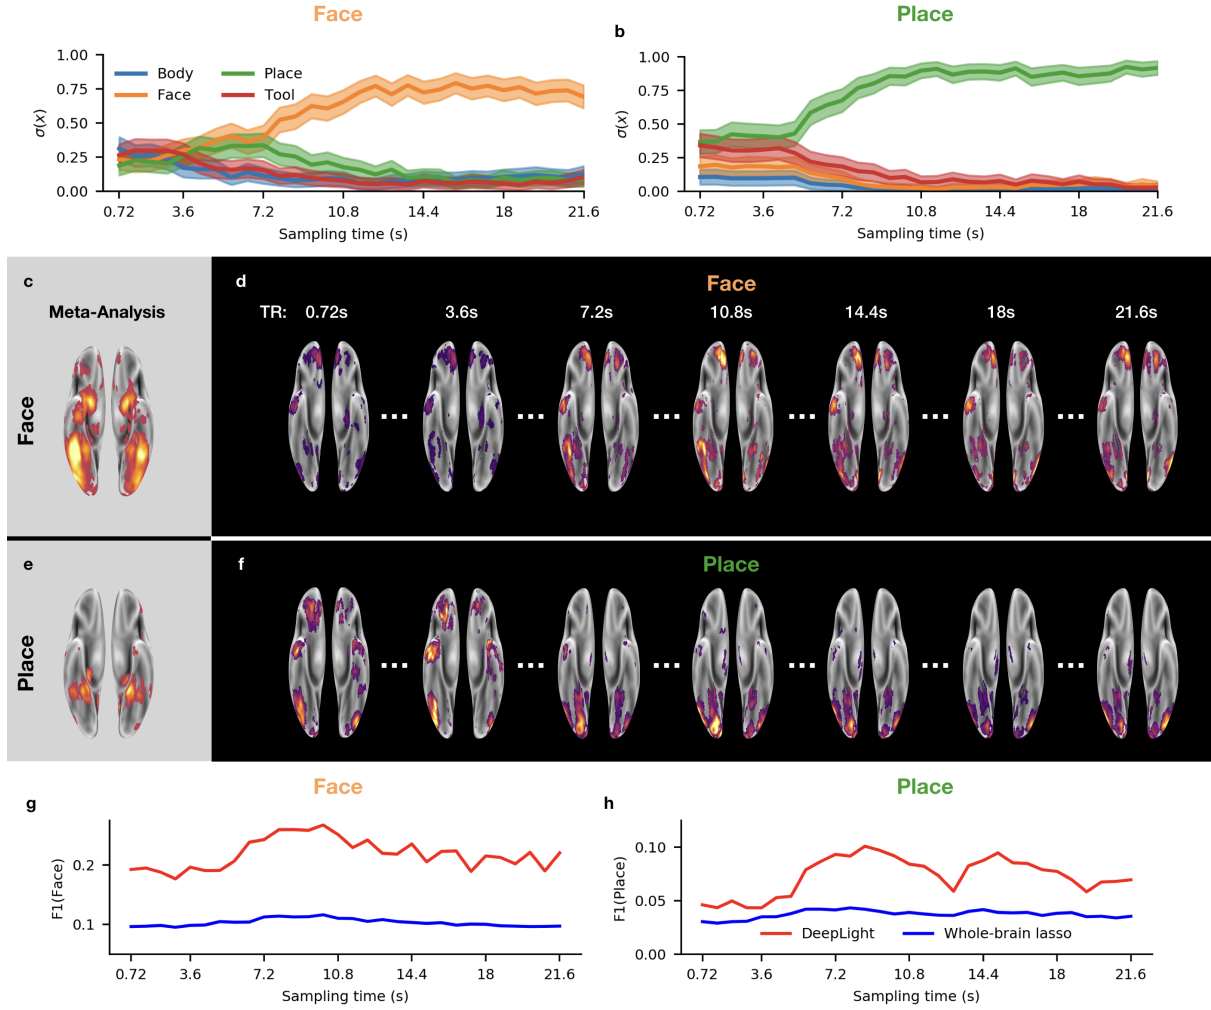 Face
b
Place
1.00
0.75
0.50
0.25
0.00
σ(x)
Body
Face
Place
Tool
0.72
3.6
7.2
10.8
14.4
18
21.6
Sampling time (s)
1.00
0.75
0.50
0.25
0.00
σ(x)
0.72
3.6
7.2
10.8
14.4
18
21.6
Sampling time (s)
c
Meta-Analysis
Face
d
Face
TR: 0.72s 3.6s 7.2s 10.8s 14.4s 18s 21.6s
... ... ... ... ... ...
e
Place
f
Place
... ... ... ... ... ...
g
Face
0.2
0.1
F1(Face)
0.72
3.6
7.2
10.8
14.4
18
21.6
Sampling time (s)
h
Place
0.10
0.05
0.00
F1(Place)
DeepLight
Whole-brain lasso
0.72
3.6
7.2
10.8
14.4
18
21.6
Sampling time (s)